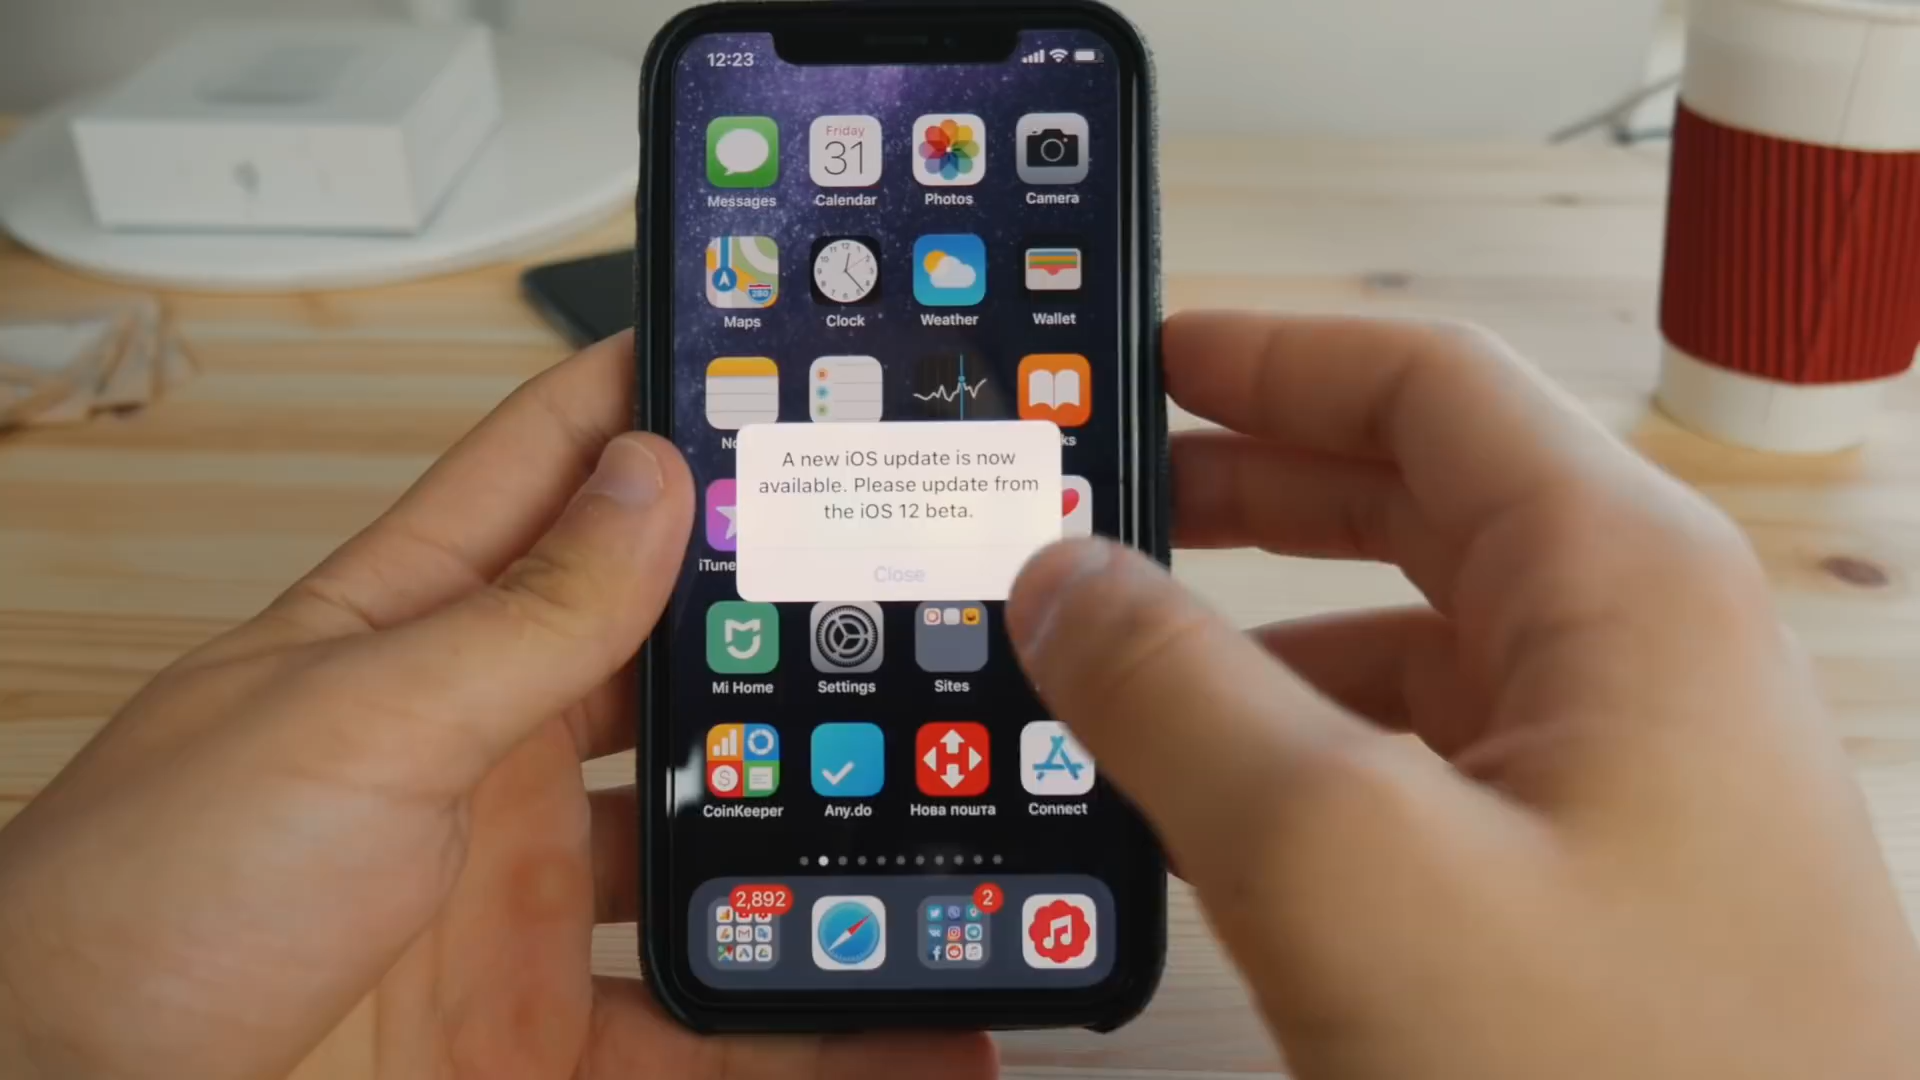 12:23
Friday
31
Messages
Calendar
Photos
Camera
280
Maps
Clock
Weather
Wallet
A new iOS update is now
available. Please update from
the iOS 12 beta.
Close
Mi Home
Settings
Sites
CoinKeeper
Any.do
Нова пошта
Connect
2,892
2